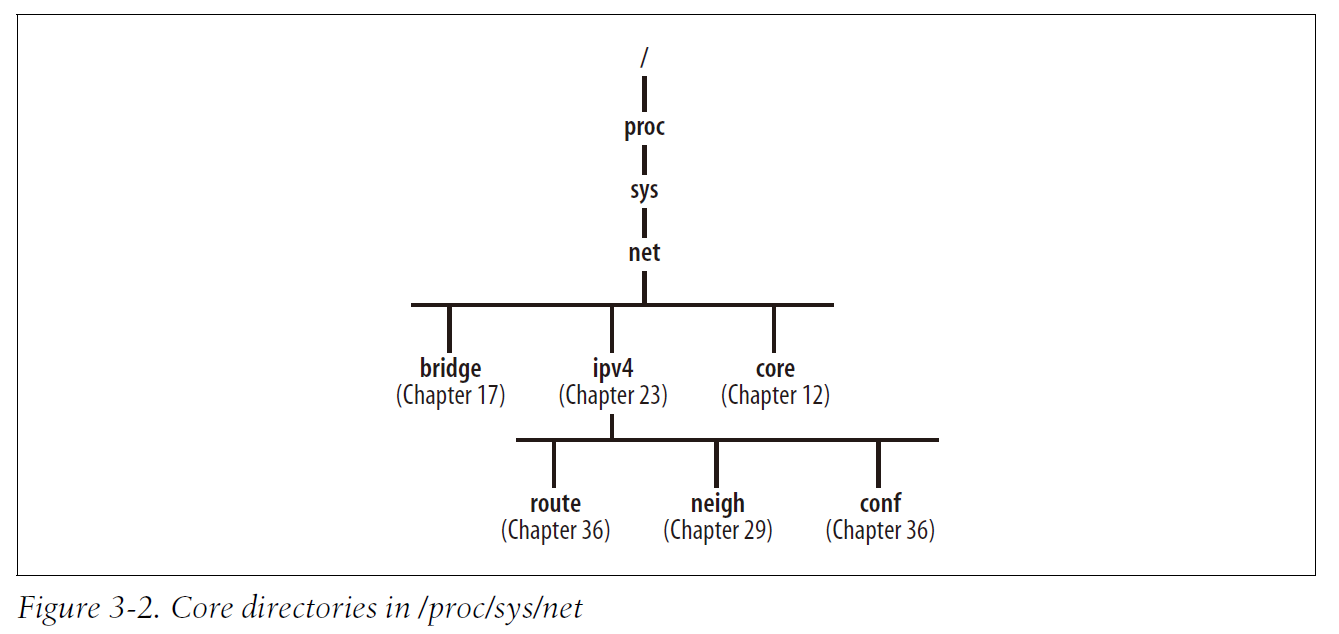 /
proc
sys
net
bridge
(Chapter 17)
ipv4
(Chapter 23)
core
(Chapter 12)
route
(Chapter 36)
neigh
(Chapter 29)
conf
(Chapter 36)
Figure 3-2. Core directories in /proc/sys/net